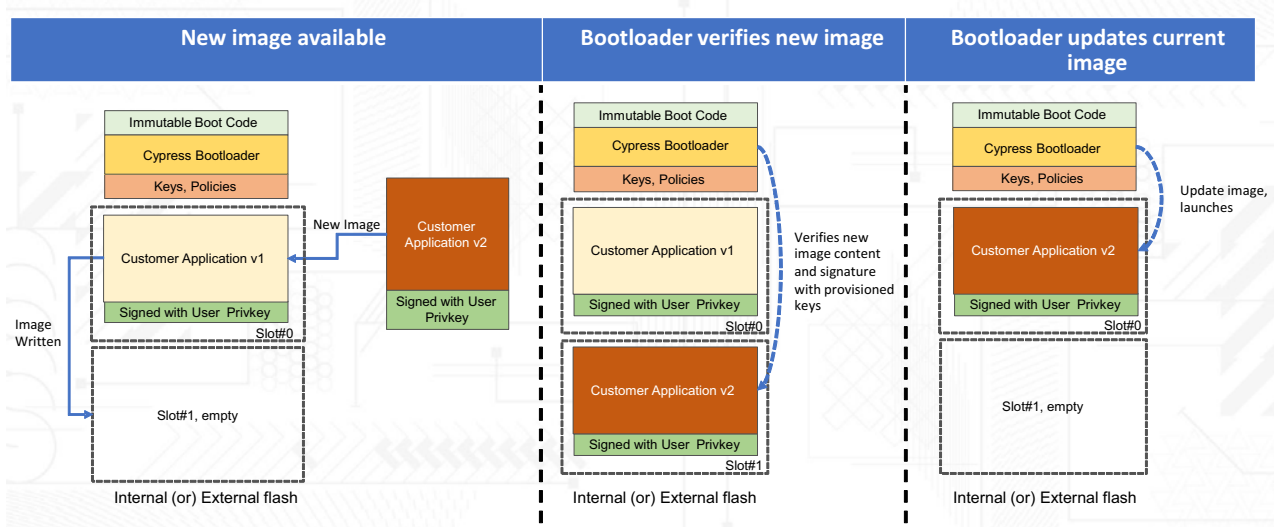 New image available
Immutable Boot Code
Cypress Bootloader
Keys, Policies
Customer Application v1
Signed with User Privkey
Slot#0
New Image
Customer
Application v2
Signed with User
Privkey
Image
Written
Slot#1, empty
Internal (or) External flash
Bootloader verifies new image
Immutable Boot Code
Cypress Bootloader
Keys, Policies
Customer Application v1
Signed with User Privkey
Slot#0
Verifies new
image content
and signature
with provisioned
keys
Customer Application v2
Signed with User Privkey
Slot#1
Internal (or) External flash
Bootloader updates current
image
Immutable Boot Code
Cypress Bootloader
Keys, Policies
Update image,
launches
Customer Application v2
Signed with User Privkey
Slot#0
Slot#1, empty
Internal (or) External flash